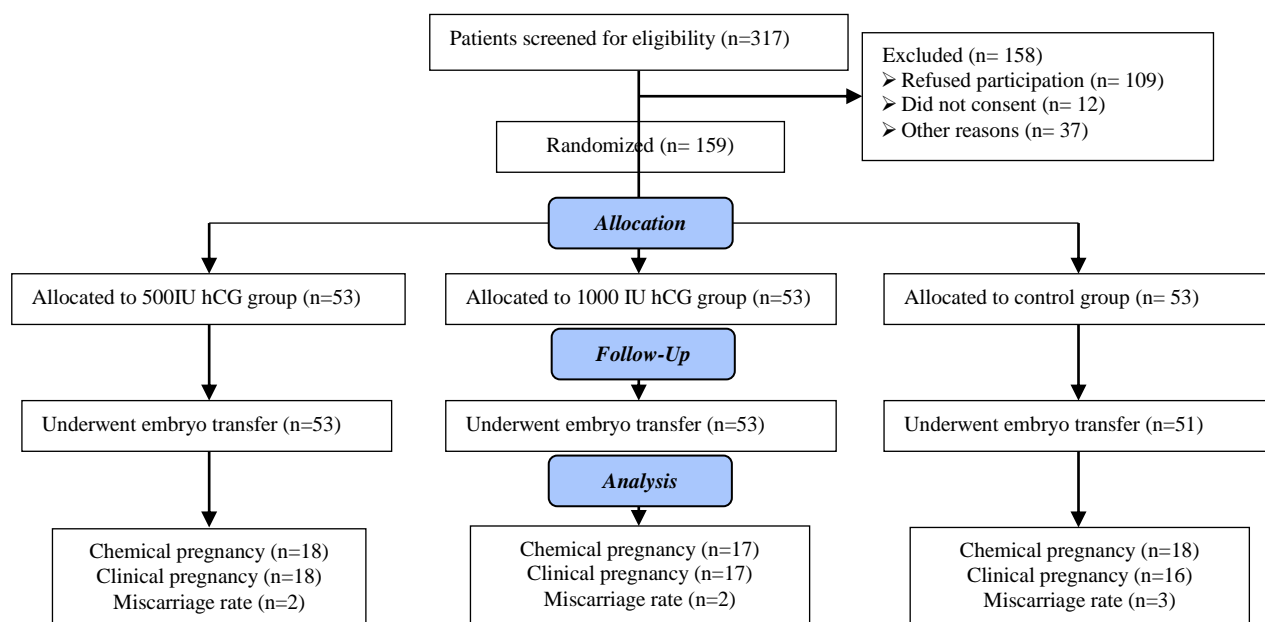 Patients screened for eligibility (n=317)
Excluded (n= 158)
➢ Refused participation (n= 109)
➢ Did not consent (n= 12)
➢ Other reasons (n= 37)
Randomized (n= 159)
Allocation
Allocated to 500IU hCG group (n=53)
Allocated to 1000 IU hCG group (n=53)
Allocated to control group (n= 53)
Follow-Up
Underwent embryo transfer (n=53)
Underwent embryo transfer (n=53)
Underwent embryo transfer (n=51)
Analysis
Chemical pregnancy (n=18)
Clinical pregnancy (n=18)
Miscarriage rate (n=2)
Chemical pregnancy (n=17)
Clinical pregnancy (n=17)
Miscarriage rate (n=2)
Chemical pregnancy (n=18)
Clinical pregnancy (n=16)
Miscarriage rate (n=3)